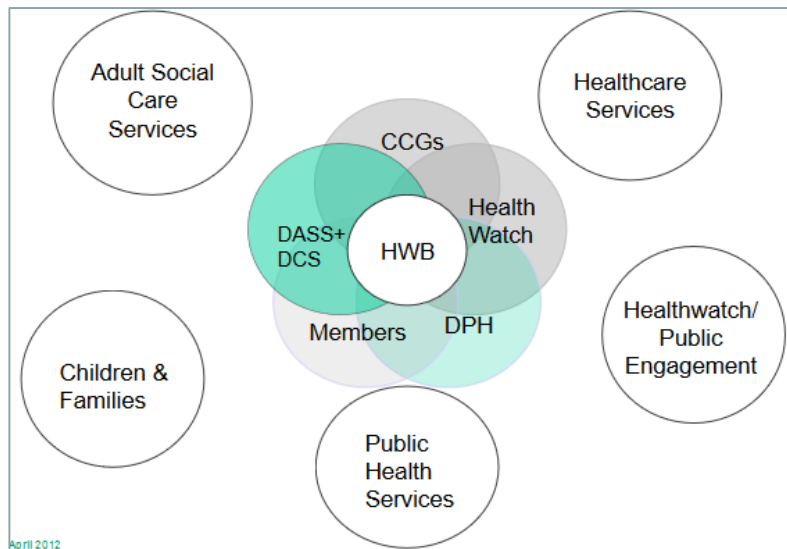 Adult Social
Care
Services
Healthcare
Services
CCGs
Health
Watch
DASS+
DCS
HWB
Members
DPH
Healthwatch/
Public
Engagement
Children &
Families
Public
Health
Services
April 2012